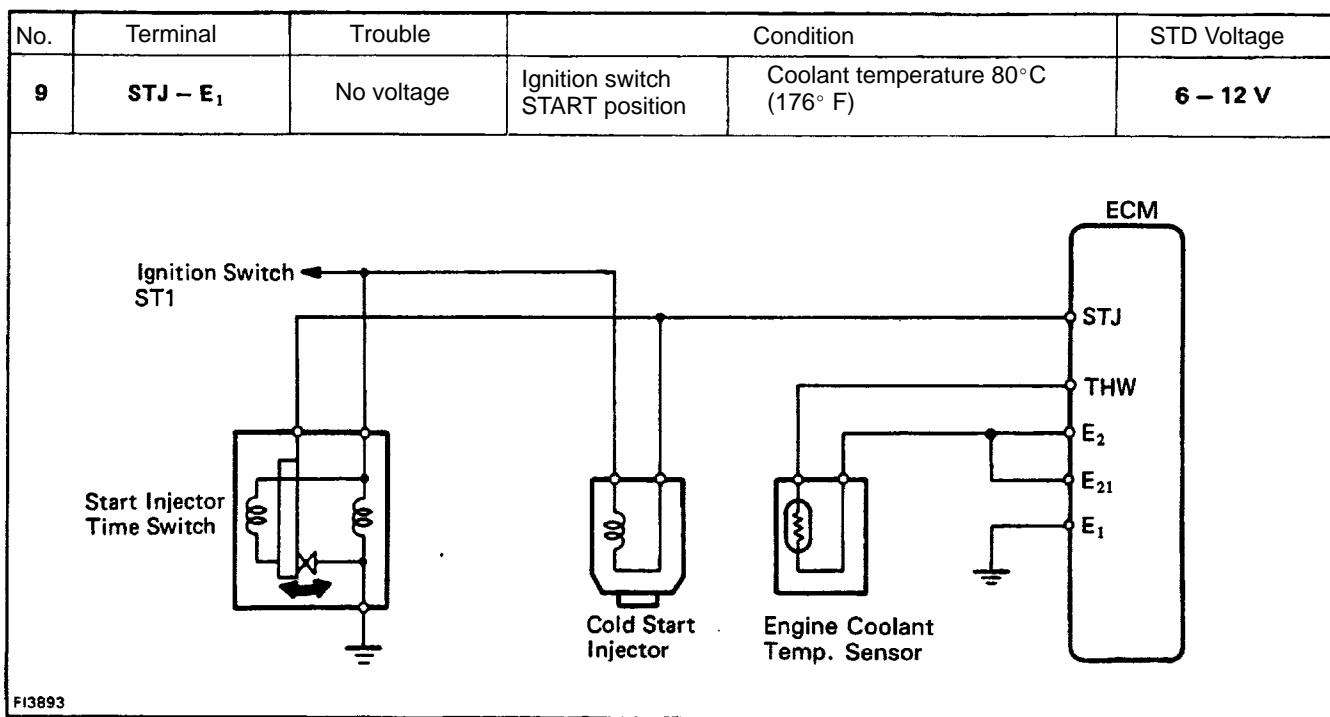 No. Terminal Trouble Condition STD Voltage
9 STJ – E₁ No voltage Ignition switch START position Coolant temperature 80°C (176° F) 6 – 12 V
ECM
Ignition Switch
ST1
STJ
THW
E₂
E₂₁
E₁
Start Injector
Time Switch
Cold Start
Injector
Engine Coolant
Temp. Sensor
FI3893